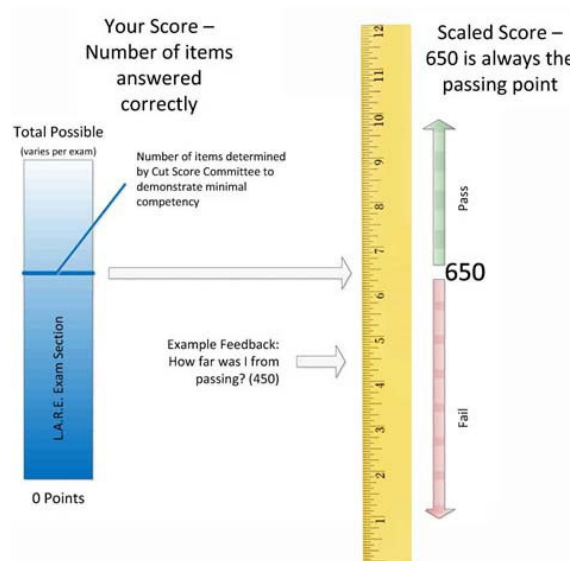 Your Score –
Number of items
answered
correctly
Scaled Score –
650 is always the
passing point
Total Possible
(varies per exam)
Number of items determined
by Cut Score Committee to
demonstrate minimal
competency
L.A.R.E. Exam Section
0 Points
Example Feedback:
How far was I from
passing? (450)
12
11
10
9
8
7
6
5
4
3
2
1
Pass
650
Fail